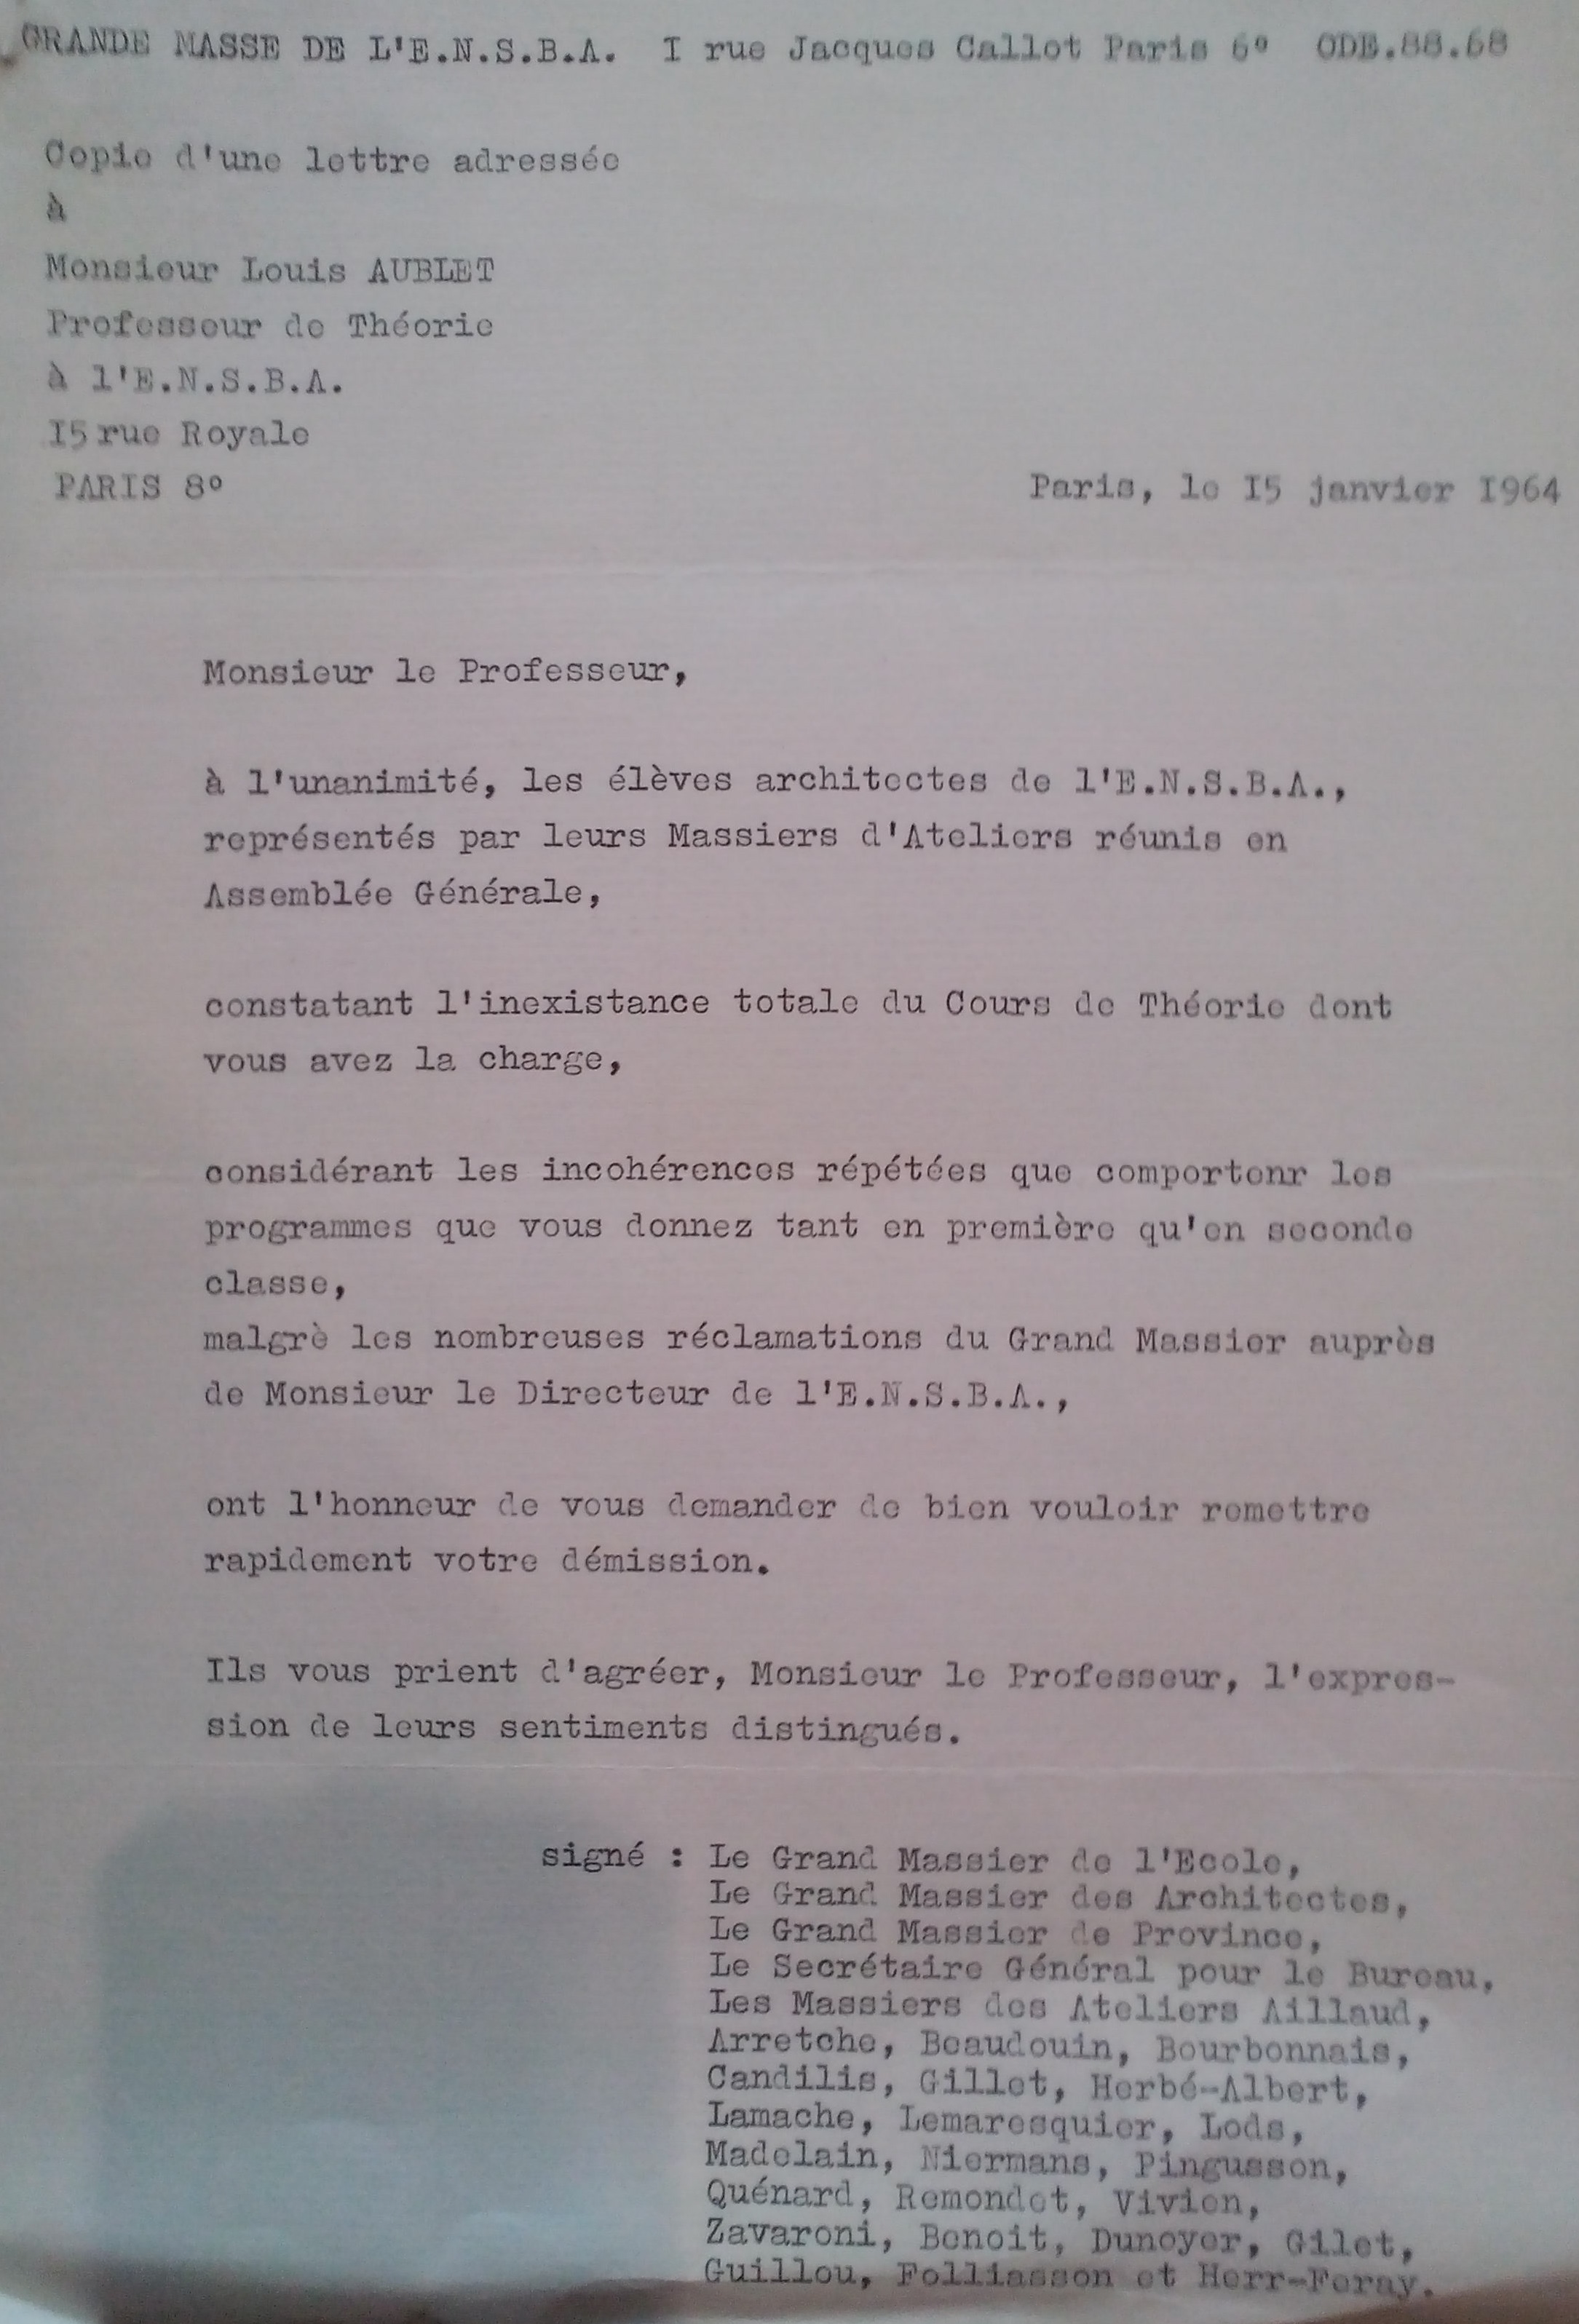 GRANDE MASSE DE L'E.N.S.B.A. I rue Jacques Callot Paris 6° ODE.88.68
Copie d'une lettre adressée
à
Monsieur Louis AUBLET
Professeur de Théorie
à l'E.N.S.B.A.
I5 rue Royale
PARIS 8°
Paris, le I5 janvier I964
Monsieur le Professeur,
à l'unanimité, les élèves architectes de l'E.N.S.B.A.,
représentés par leurs Massiers d'Ateliers réunis en
Assemblée Générale,
constatant l'inexistance totale du Cours de Théorie dont
vous avez la charge,
considérant les incohérences répétées que comportenr les
programmes que vous donnez tant en première qu'en seconde
classe,
malgrè les nombreuses réclamations du Grand Massier auprès
de Monsieur le Directeur de l'E.N.S.B.A.,
ont l'honneur de vous demander de bien vouloir remettre
rapidement votre démission.
Ils vous prient d'agréer, Monsieur le Professeur, l'expres-
sion de leurs sentiments distingués.
signé : Le Grand Massier de l'Ecole,
Le Grand Massier des Architectes,
Le Grand Massier de Province,
Le Secrétaire Général pour le Bureau,
Les Massiers des Ateliers Aillaud,
Arretche, Beaudouin, Bourbonnais,
Candilis, Gillet, Herbé-Albert,
Lamache, Lemaresquier, Lods,
Madelain, Niermans, Pingusson,
Quénard, Remondet, Vivien,
Zavaroni, Benoit, Dunoyer, Gilet,
Guillou, Folliasson et Herr-Feray.